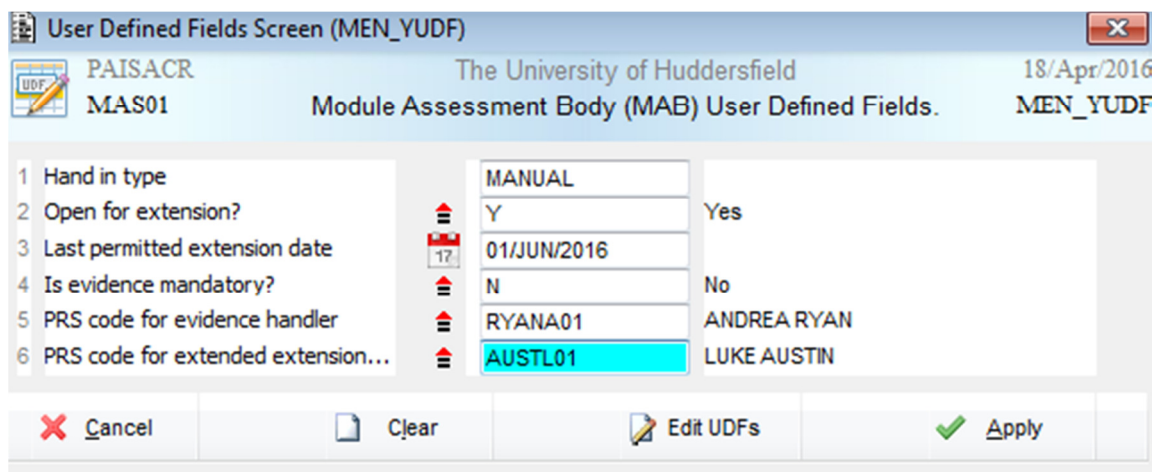 User Defined Fields Screen (MEN_YUDF)
UDF PAISACR The University of Huddersfield 18/Apr/2016
MAS01 Module Assessment Body (MAB) User Defined Fields. MEN_YUDF
1 Hand in type MANUAL
2 Open for extension? Y Yes
3 Last permitted extension date 17 01/JUN/2016
4 Is evidence mandatory? N No
5 PRS code for evidence handler RYANA01 ANDREA RYAN
6 PRS code for extended extension... AUSTL01 LUKE AUSTIN
Cancel Clear Edit UDFs Apply